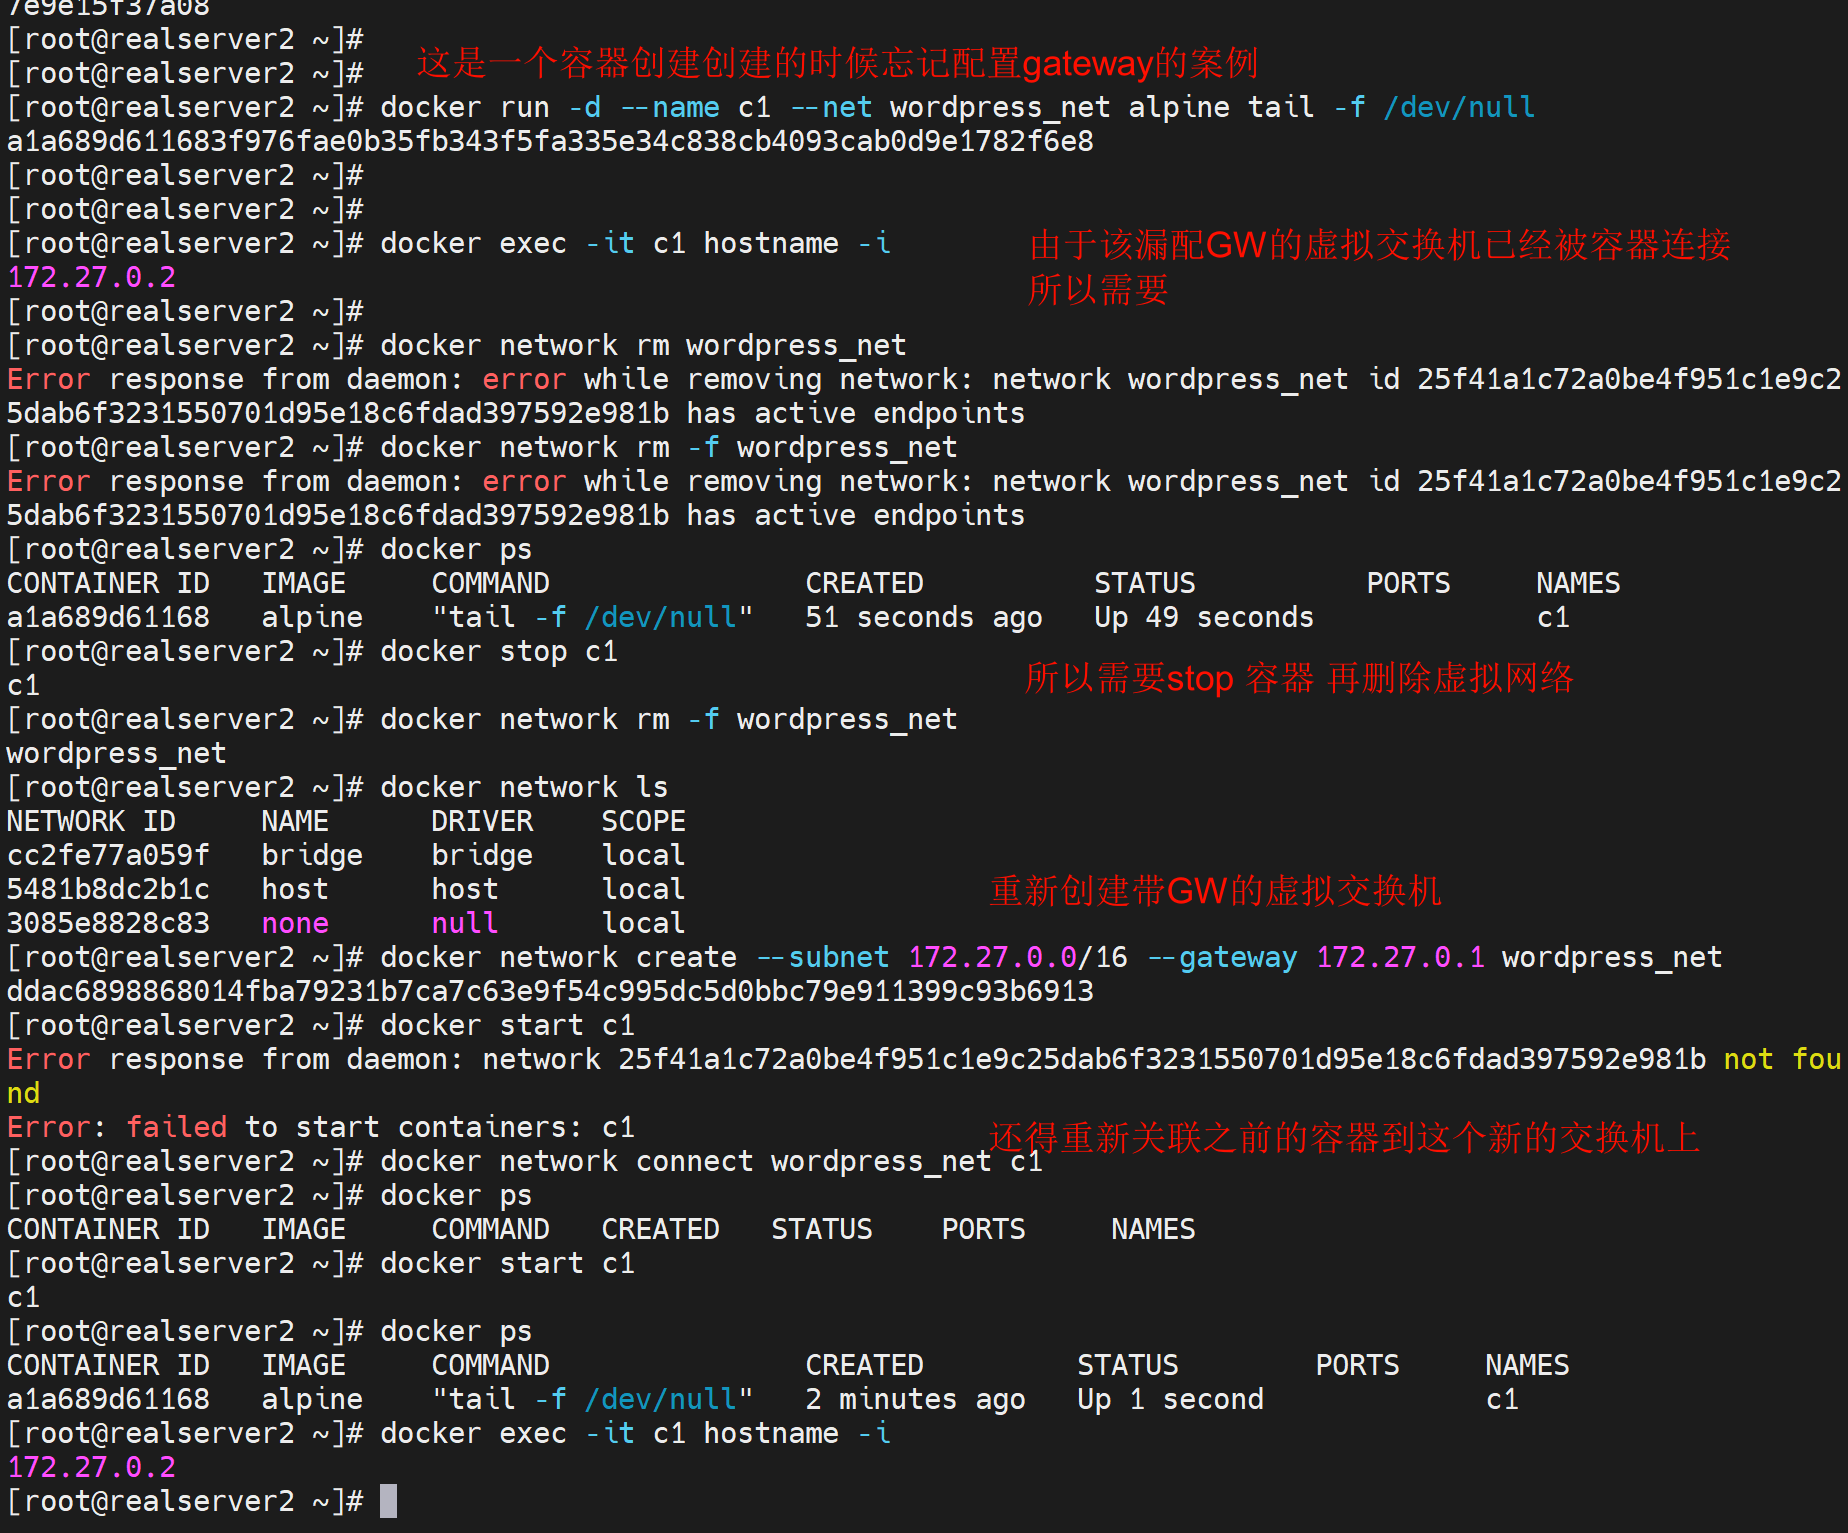 7e9e15f37a08
[root@realserver2 ~]#
这是一个容器创建创建的时候忘记配置gateway的案例
[root@realserver2 ~]#
[root@realserver2 ~]# docker run -d --name c1 --net wordpress_net alpine tail -f /dev/null
a1a689d611683f976fae0b35fb343f5fa335e34c838cb4093cab0d9e1782f6e8
[root@realserver2 ~]#
[root@realserver2 ~]#
[root@realserver2 ~]# docker exec -it c1 hostname -i
由于该漏配GW的虚拟交换机已经被容器连接
172.27.0.2
所以需要
[root@realserver2 ~]#
[root@realserver2 ~]# docker network rm wordpress_net
Error response from daemon: error while removing network: network wordpress_net id 25f41a1c72a0be4f951c1e9c2
5dab6f3231550701d95e18c6fdad397592e981b has active endpoints
[root@realserver2 ~]# docker network rm -f wordpress_net
Error response from daemon: error while removing network: network wordpress_net id 25f41a1c72a0be4f951c1e9c2
5dab6f3231550701d95e18c6fdad397592e981b has active endpoints
[root@realserver2 ~]# docker ps
CONTAINER ID   IMAGE     COMMAND               CREATED          STATUS          PORTS     NAMES
a1a689d61168   alpine    "tail -f /dev/null"   51 seconds ago   Up 49 seconds             c1
[root@realserver2 ~]# docker stop c1
所以需要stop 容器 再删除虚拟网络
c1
[root@realserver2 ~]# docker network rm -f wordpress_net
wordpress_net
[root@realserver2 ~]# docker network ls
NETWORK ID     NAME      DRIVER    SCOPE
cc2fe77a059f   bridge    bridge    local
5481b8dc2b1c   host      host      local
重新创建带GW的虚拟交换机
3085e8828c83   none      null      local
[root@realserver2 ~]# docker network create --subnet 172.27.0.0/16 --gateway 172.27.0.1 wordpress_net
ddac6898868014fba79231b7ca7c63e9f54c995dc5d0bbc79e911399c93b6913
[root@realserver2 ~]# docker start c1
Error response from daemon: network 25f41a1c72a0be4f951c1e9c25dab6f3231550701d95e18c6fdad397592e981b not fou
nd
Error: failed to start containers: c1
还得重新关联之前的容器到这个新的交换机上
[root@realserver2 ~]# docker network connect wordpress_net c1
[root@realserver2 ~]# docker ps
CONTAINER ID   IMAGE     COMMAND   CREATED   STATUS    PORTS     NAMES
[root@realserver2 ~]# docker start c1
c1
[root@realserver2 ~]# docker ps
CONTAINER ID   IMAGE     COMMAND               CREATED         STATUS        PORTS     NAMES
a1a689d61168   alpine    "tail -f /dev/null"   2 minutes ago   Up 1 second             c1
[root@realserver2 ~]# docker exec -it c1 hostname -i
172.27.0.2
[root@realserver2 ~]#